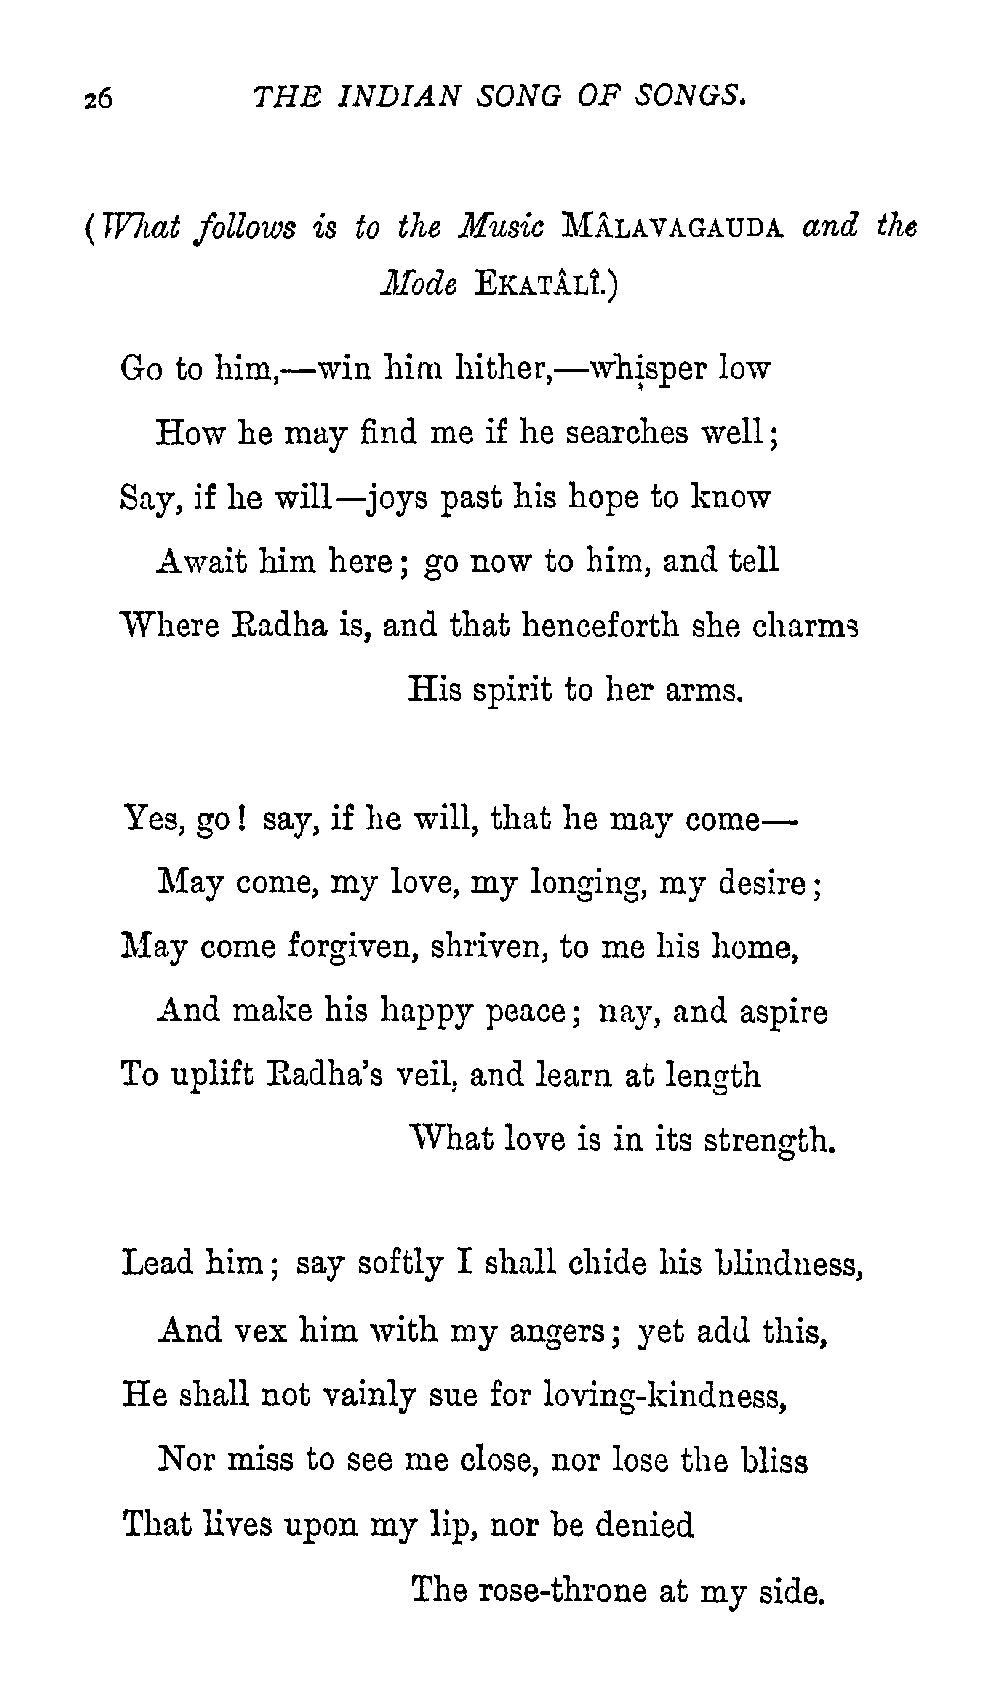 26 THE INDIAN SONG OF SONGS.
(What follows is to the Music MÂLAVAGAUDA and the
Mode EKATÂLÎ.)
Go to him,—win him hither,—whisper low
How he may find me if he searches well;
Say, if he will—joys past his hope to know
Await him here; go now to him, and tell
Where Radha is, and that henceforth she charms
His spirit to her arms.
Yes, go! say, if he will, that he may come—
May come, my love, my longing, my desire;
May come forgiven, shriven, to me his home,
And make his happy peace; nay, and aspire
To uplift Radha's veil, and learn at length
What love is in its strength.
Lead him; say softly I shall chide his blindness,
And vex him with my angers; yet add this,
He shall not vainly sue for loving-kindness,
Nor miss to see me close, nor lose the bliss
That lives upon my lip, nor be denied
The rose-throne at my side.